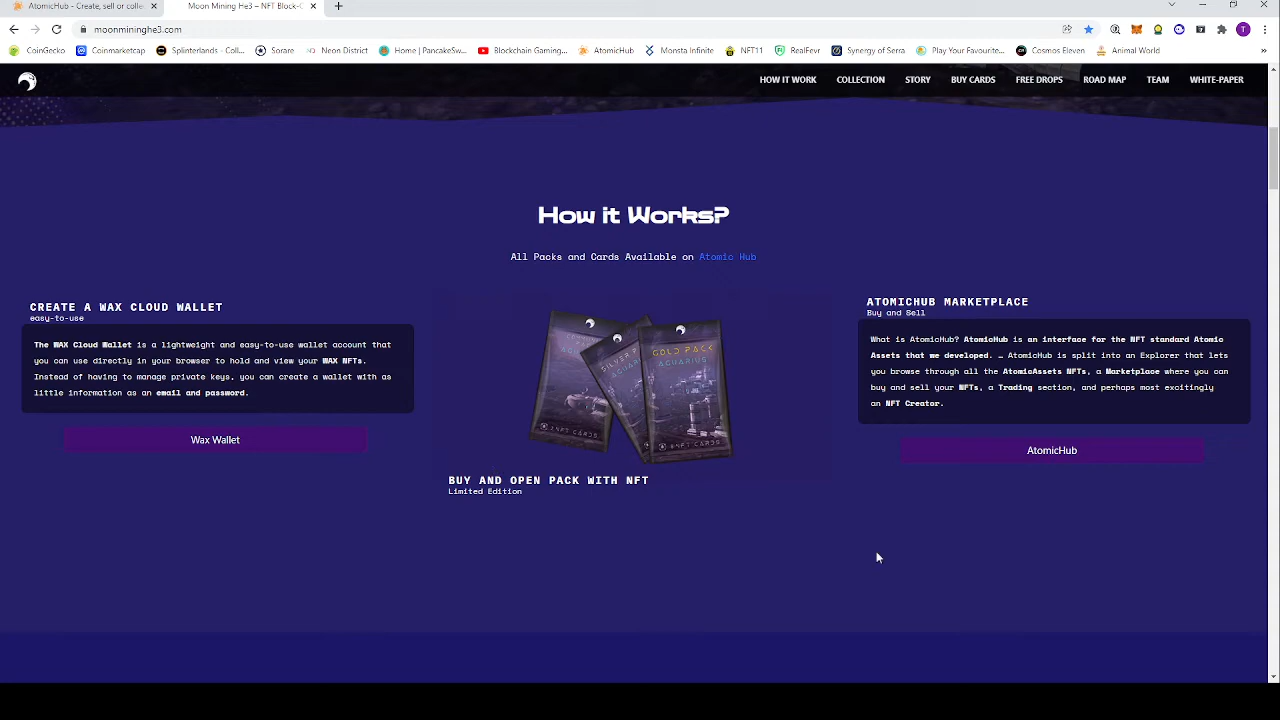 AtomicHub - Create, sell or colle
Moon Mining He3 – NFT Block-C
moonmininghe3.com
CoinGecko
Coinmarketcap
Splinterlands - Coll...
Sorare
Neon District
Home | PancakeSw...
Blockchain Gaming...
AtomicHub
Monsta Infinite
NFT11
RealFevr
Synergy of Serra
Play Your Favourite...
Cosmos Eleven
Animal World
»
HOW IT WORK
COLLECTION
STORY
BUY CARDS
FREE DROPS
ROAD MAP
TEAM
WHITE-PAPER
How it Works?
All Packs and Cards Available on Atomic Hub
CREATE A WAX CLOUD WALLET
easy-to-use
The WAX Cloud Wallet is a lightweight and easy-to-use wallet account that
you can use directly in your browser to hold and view your WAX NFTs.
Instead of having to manage private keys, you can create a wallet with as
little information as an email and password.
Wax Wallet
SILVER P
GOLD PACK
AQUARIUS
NFT CARDS
NFT CARDS
BUY AND OPEN PACK WITH NFT
Limited Edition
ATOMICHUB MARKETPLACE
Buy and Sell
What is AtomicHub? AtomicHub is an interface for the NFT standard Atomic
Assets that we developed. … AtomicHub is split into an Explorer that lets
you browse through all the AtomicAssets NFTs, a Marketplace where you can
buy and sell your NFTs, a Trading section, and perhaps most excitingly
an NFT Creator.
AtomicHub